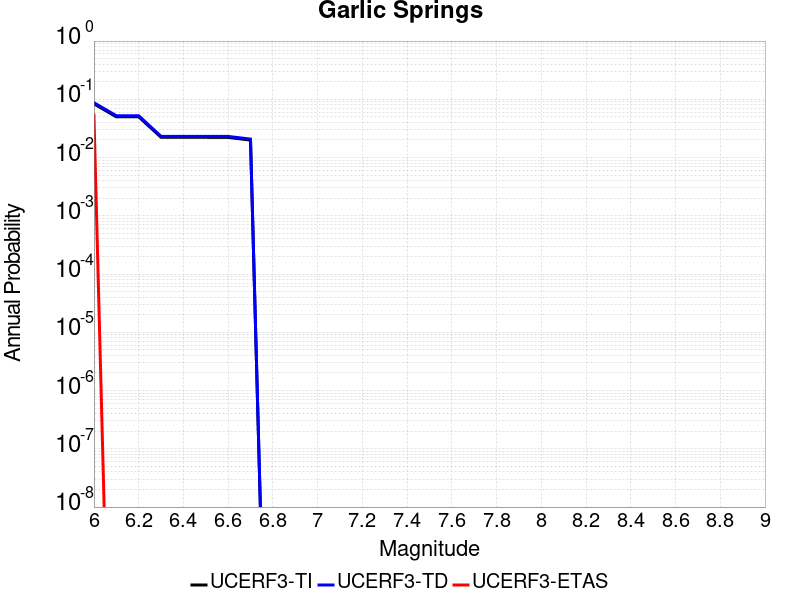 Garlic Springs
10^0
10^-1
10^-2
10^-3
10^-4
10^-5
10^-6
10^-7
10^-8
Annual Probability
6 6.2 6.4 6.6 6.8 7 7.2 7.4 7.6 7.8 8 8.2 8.4 8.6 8.8 9
Magnitude
UCERF3-TI UCERF3-TD UCERF3-ETAS